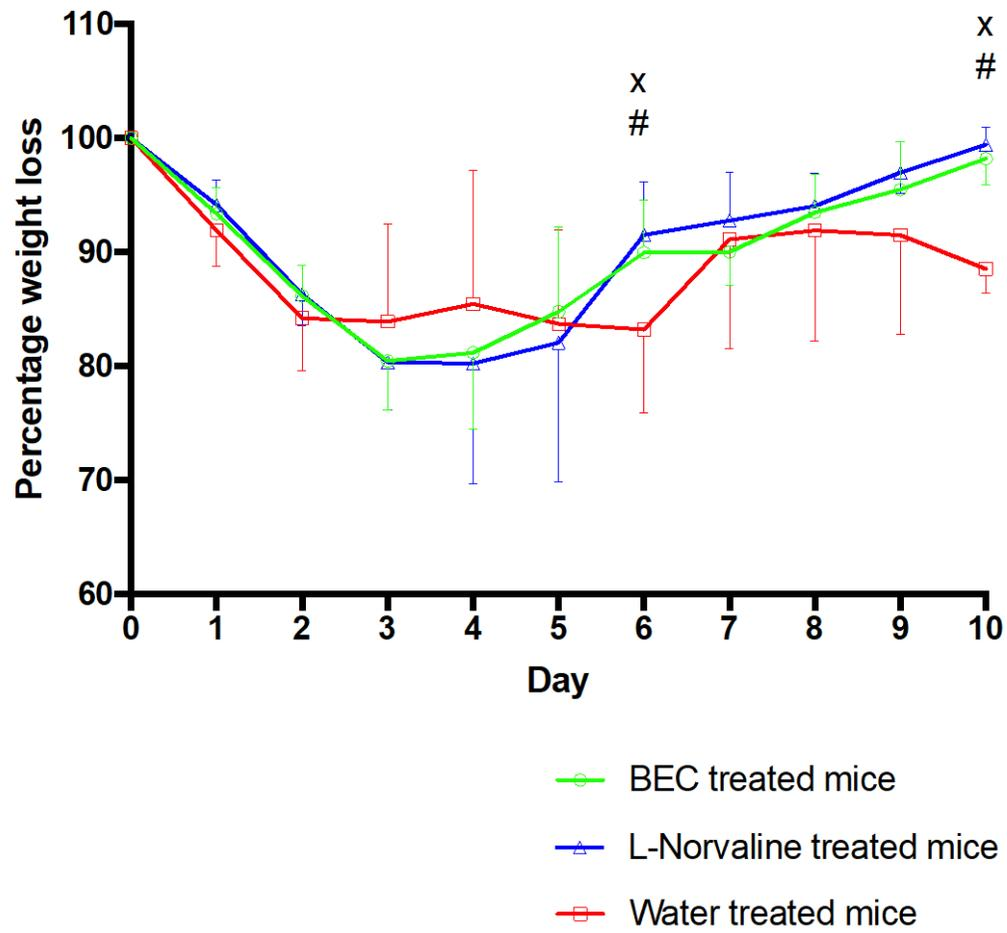 110
x
x
#
#
100
90
80
70
60
Percentage weight loss
0 1 2 3 4 5 6 7 8 9 10
Day
BEC treated mice
L-Norvaline treated mice
Water treated mice